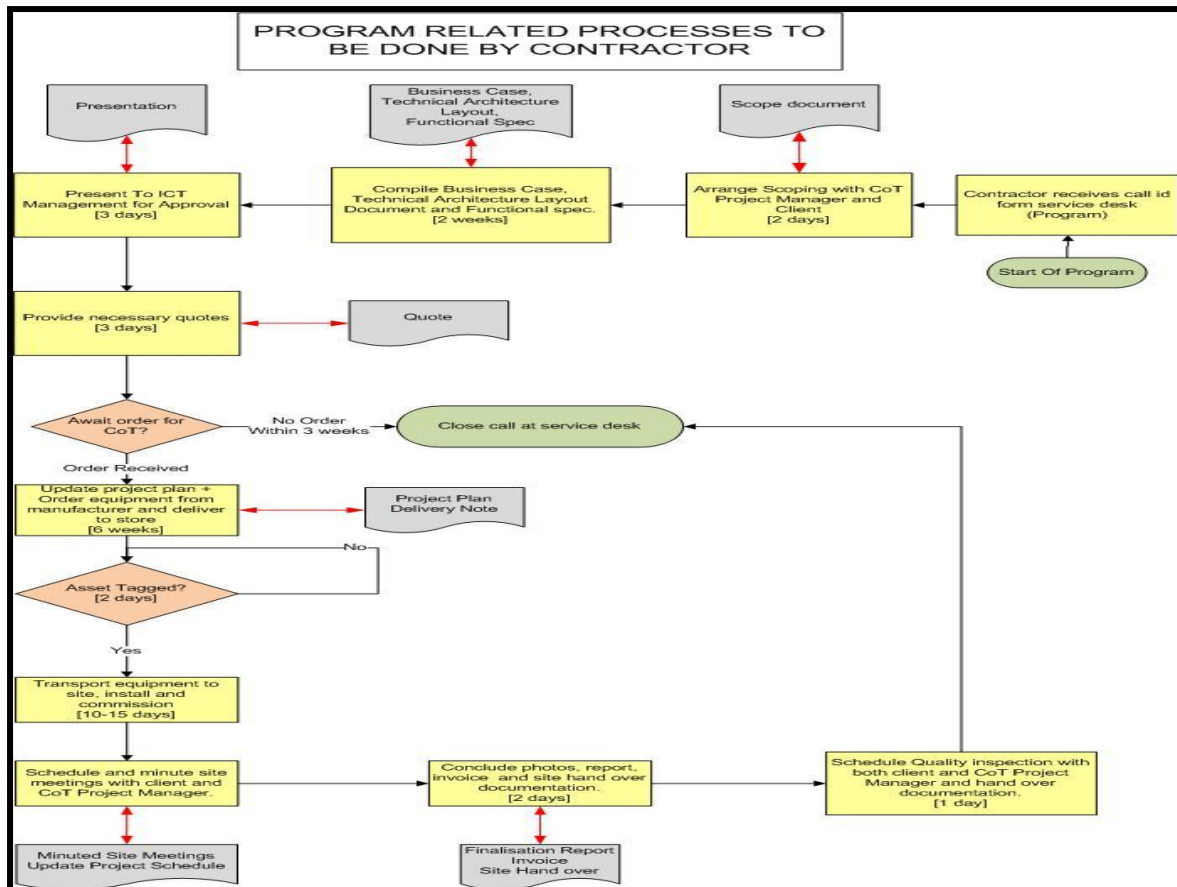 PROGRAM RELATED PROCESSES TO
BE DONE BY CONTRACTOR
Presentation
Business Case,
Technical Architecture
Layout,
Functional Spec
Scope document
Present To ICT
Management for Approval
[3 days]
Compile Business Case,
Technical Architecture Layout
Document and Functional spec.
[2 weeks]
Arrange Scoping with CoT
Project Manager and
Client
[2 days]
Contractor receives call id
form service desk
(Program)
Start Of Program
Provide necessary quotes
[3 days]
Quote
Await order for
CoT?
No Order
Within 3 weeks
Close call at service desk
Order Received
Update project plan +
Order equipment from
manufacturer and deliver
to store
[6 weeks]
Project Plan
Delivery Note
No
Asset Tagged?
[2 days]
Yes
Transport equipment to
site, install and
commission
[10-15 days]
Schedule and minute site
meetings with client and
CoT Project Manager.
Conclude photos, report,
invoice and site hand over
documentation.
[2 days]
Schedule Quality inspection with
both client and CoT Project
Manager and hand over
documentation.
[1 day]
Minuted Site Meetings
Update Project Schedule
Finalisation Report
Invoice
Site Hand over